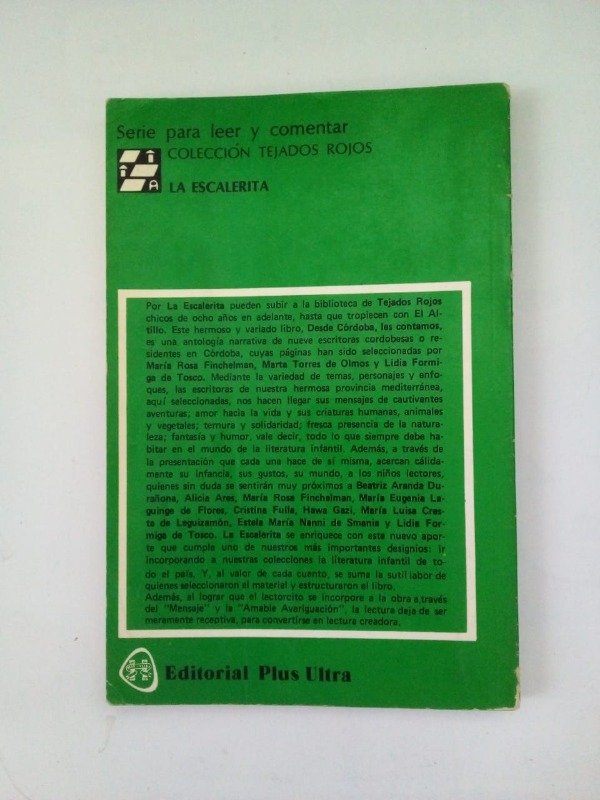 Serie para leer y comentar
COLECCIÓN TEJADOS ROJOS
LA ESCALERITA
Por La Escalerita pueden subir a la biblioteca de Tejados Rojos
chicos de ocho años en adelante, hasta que tropiecen con El Al-
tillo. Este hermoso y variado libro, Desde Córdoba, les contamos,
es una antología narrativa de nueve escritoras cordobesas o re-
sidentes en Córdoba, cuyas páginas han sido seleccionadas por
María Rosa Finchelman, Marta Torres de Olmos y Lidia Formi-
ga de Tosco. Mediante la variedad de temas, personajes y enfo-
ques, las escritoras de nuestra hermosa provincia mediterránea,
aquí seleccionadas, nos hacen llegar sus mensajes de cautivantes
aventuras; amor hacia la vida y sus criaturas humanas, animales
y vegetales; ternura y solidaridad; fresca presencia de la natura-
leza; fantasía y humor, vale decir, todo lo que siempre debe ha-
bitar en el mundo de la literatura infantil. Además, a través de
la presentación que cada una hace de sí misma, acercan cálida-
mente su infancia, sus gustos, su mundo, a los niños lectores,
quienes sin duda se sentirán muy próximos a Beatriz Aranda Du-
rañona, Alicia Ares, María Rosa Finchelman, María Eugenia La-
guinge de Flores, Cristina Fulla, Hawa Gazi, María Luisa Cres-
ta de Leguizamón, Estela María Nanni de Smania y Lidia For-
miga de Tosco. La Escalerita se enriquece con este nuevo apor-
te que cumple uno de nuestros más importantes designios: ir
incorporando a nuestras colecciones la literatura infantil de to-
do el país. Y, al valor de cada cuento, se suma la sutil labor de
quienes seleccionaron el material y estructuraron el libro.
Además, al lograr que el lectorcito se incorpore a la obra a través
del "Mensaje" y la "Amable Avariguación", la lectura deja de ser
meramente receptiva, para convertirse en lectura creadora.
Editorial Plus Ultra